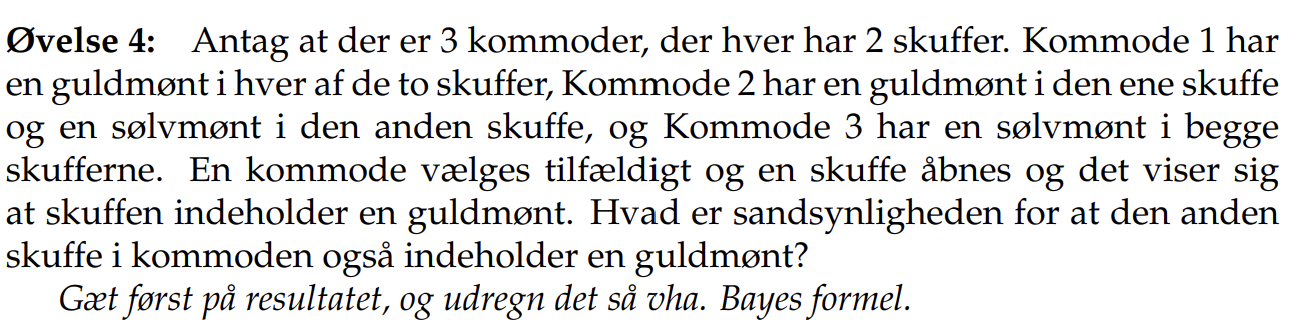 Øvelse 4: Antag at der er 3 kommoder, der hver har 2 skuffer. Kommode 1 har
en guldmønt i hver af de to skuffer, Kommode 2 har en guldmønt i den ene skuffe
og en sølvmønt i den anden skuffe, og Kommode 3 har en sølvmønt i begge
skufferne. En kommode vælges tilfældigt og en skuffe åbnes og det viser sig
at skuffen indeholder en guldmønt. Hvad er sandsynligheden for at den anden
skuffe i kommoden også indeholder en guldmønt?
Gæt først på resultatet, og udregn det så vha. Bayes formel.